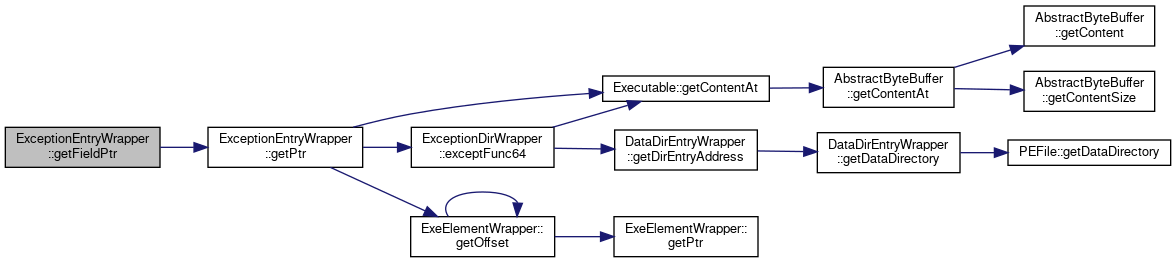 ExceptionEntryWrapper
::getFieldPtr
ExceptionEntryWrapper
::getPtr
Executable::getContentAt
ExceptionDirWrapper
::exceptFunc64
ExeElementWrapper::
getOffset
AbstractByteBuffer
::getContentAt
DataDirEntryWrapper
::getDirEntryAddress
ExeElementWrapper::
getPtr
AbstractByteBuffer
::getContent
AbstractByteBuffer
::getContentSize
DataDirEntryWrapper
::getDataDirectory
PEFile::getDataDirectory